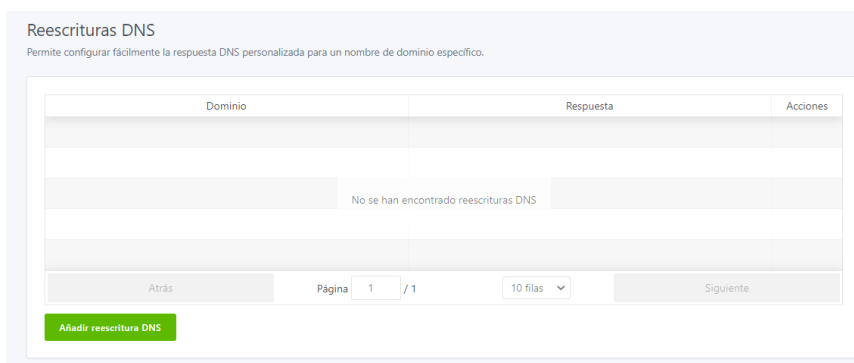 Reescrituras DNS
Permite configurar fácilmente la respuesta DNS personalizada para un nombre de dominio específico.
Dominio Respuesta Acciones
No se han encontrado reescrituras DNS
Atrás Página 1 / 1 10 filas Siguiente
Añadir reescritura DNS